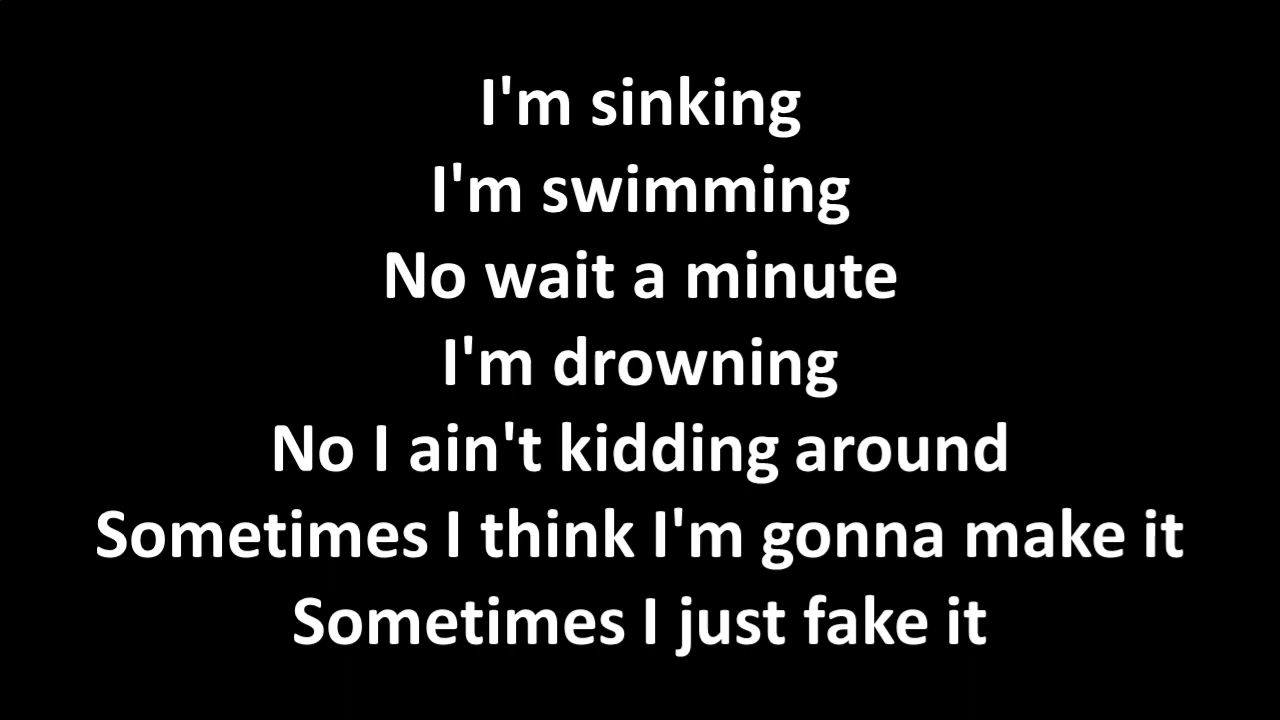 I'm sinking
I'm swimming
No wait a minute
I'm drowning
No I ain't kidding around
Sometimes I think I'm gonna make it
Sometimes I just fake it